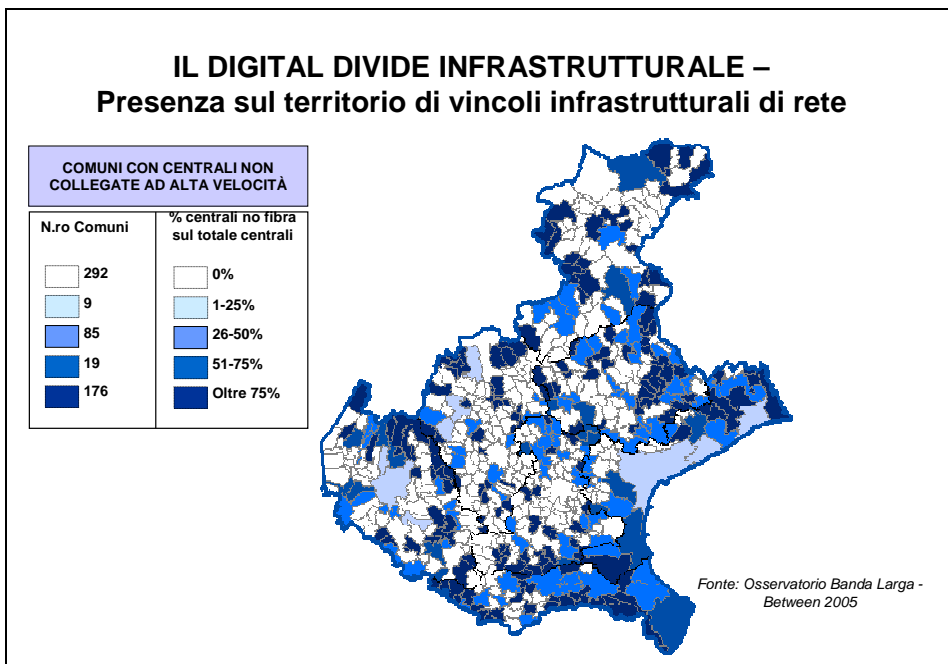 IL DIGITAL DIVIDE INFRASTRUTTURALE –
Presenza sul territorio di vincoli infrastrutturali di rete
COMUNI CON CENTRALI NON
COLLEGATE AD ALTA VELOCITÀ
N.ro Comuni
% centrali no fibra
sul totale centrali
292 0%
9 1-25%
85 26-50%
19 51-75%
176 Oltre 75%
Fonte: Osservatorio Banda Larga -
Between 2005